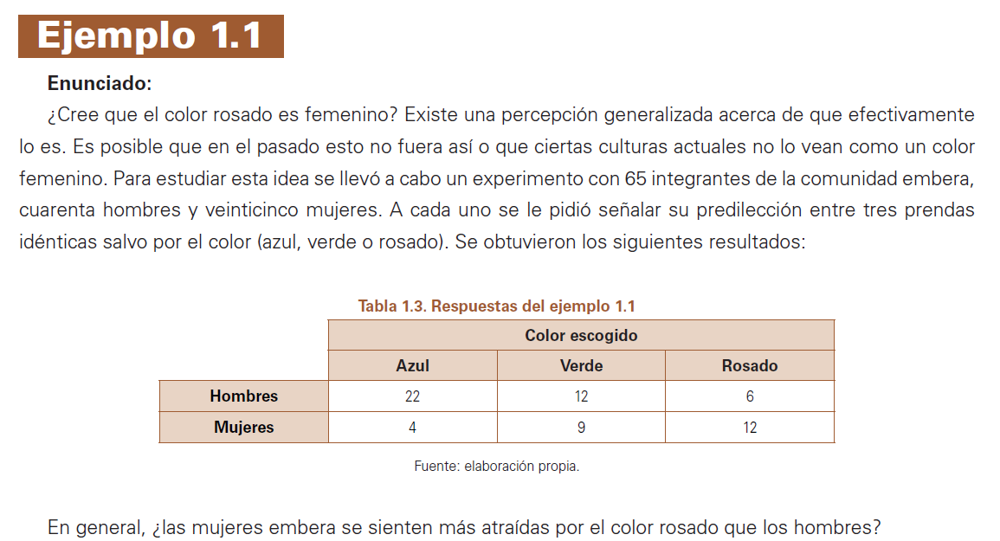 Ejemplo 1.1
Enunciado:
¿Cree que el color rosado es femenino? Existe una percepción generalizada acerca de que efectivamente
lo es. Es posible que en el pasado esto no fuera así o que ciertas culturas actuales no lo vean como un color
femenino. Para estudiar esta idea se llevó a cabo un experimento con 65 integrantes de la comunidad embera,
cuarenta hombres y veinticinco mujeres. A cada uno se le pidió señalar su predilección entre tres prendas
idénticas salvo por el color (azul, verde o rosado). Se obtuvieron los siguientes resultados:
Tabla 1.3. Respuestas del ejemplo 1.1
Color escogido
Azul Verde Rosado
Hombres 22 12 6
Mujeres 4 9 12
Fuente: elaboración propia.
En general, ¿las mujeres embera se sienten más atraídas por el color rosado que los hombres?